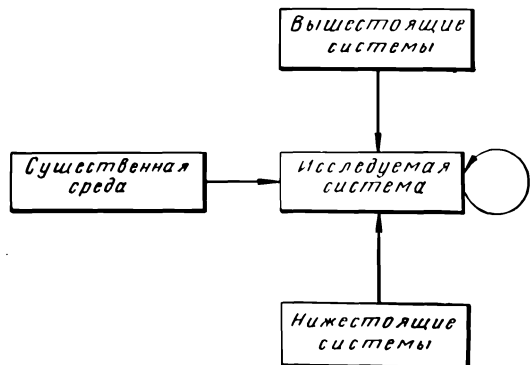 Вышестоящие
системы
Существенная
среда
Исследуемая
система
Нижестоящие
системы